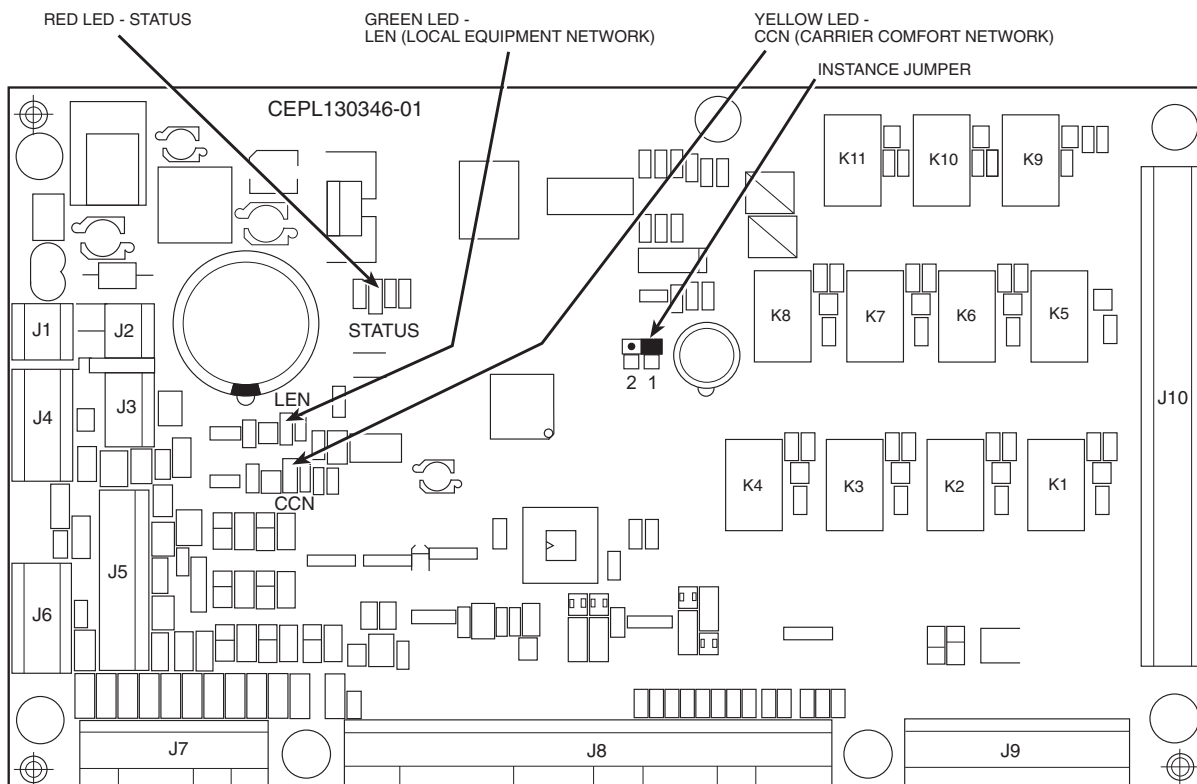 RED LED - STATUS
GREEN LED -
LEN (LOCAL EQUIPMENT NETWORK)
YELLOW LED -
CCN (CARRIER COMFORT NETWORK)
INSTANCE JUMPER
CEPL130346-01
K11
K10
K9
K8
K7
K6
K5
J1
J2
STATUS
2
1
LEN
J4
J3
J10
K4
K3
K2
K1
CCN
J5
J6
J7
J8
J9